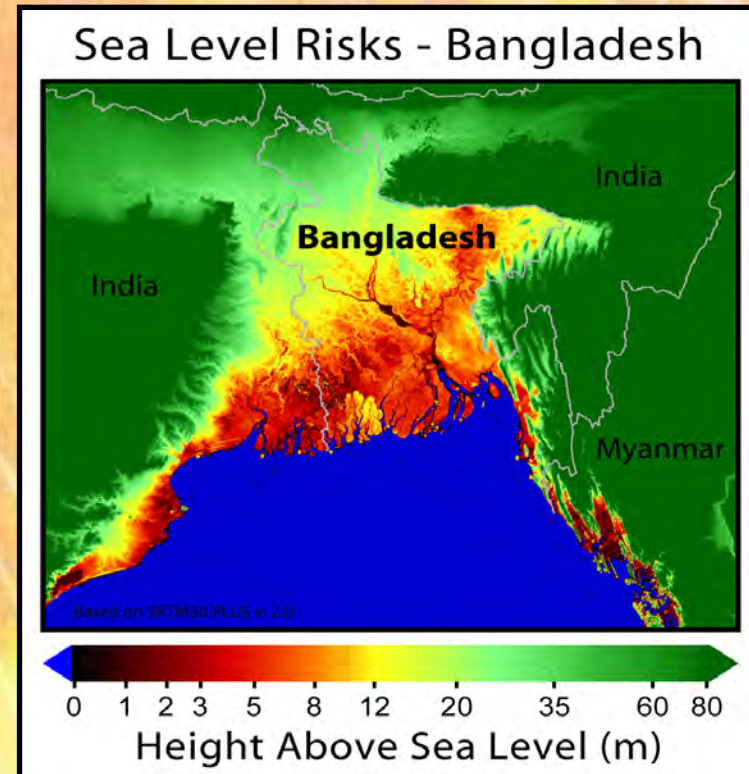 Sea Level Risks - Bangladesh
India
Bangladesh
India
Myanmar
Based on SRTM30 PLUS v. 2.0
0 1 2 3 5 8 12 20 35 60 80
Height Above Sea Level (m)